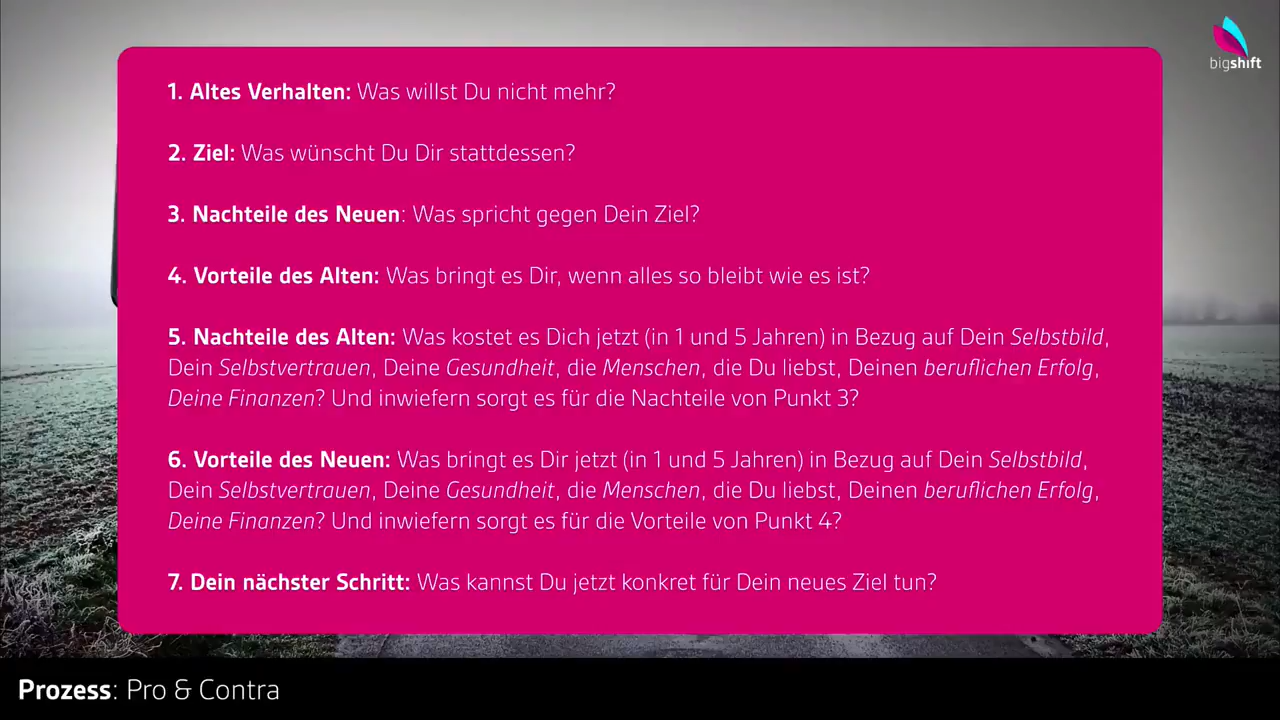 bigshift
1. Altes Verhalten: Was willst Du nicht mehr?
2. Ziel: Was wünscht Du Dir stattdessen?
3. Nachteile des Neuen: Was spricht gegen Dein Ziel?
4. Vorteile des Alten: Was bringt es Dir, wenn alles so bleibt wie es ist?
5. Nachteile des Alten: Was kostet es Dich jetzt (in 1 und 5 Jahren) in Bezug auf Dein Selbstbild,
Dein Selbstvertrauen, Deine Gesundheit, die Menschen, die Du liebst, Deinen beruflichen Erfolg,
Deine Finanzen? Und inwiefern sorgt es für die Nachteile von Punkt 3?
6. Vorteile des Neuen: Was bringt es Dir jetzt (in 1 und 5 Jahren) in Bezug auf Dein Selbstbild,
Dein Selbstvertrauen, Deine Gesundheit, die Menschen, die Du liebst, Deinen beruflichen Erfolg,
Deine Finanzen? Und inwiefern sorgt es für die Vorteile von Punkt 4?
7. Dein nächster Schritt: Was kannst Du jetzt konkret für Dein neues Ziel tun?
Prozess: Pro & Contra